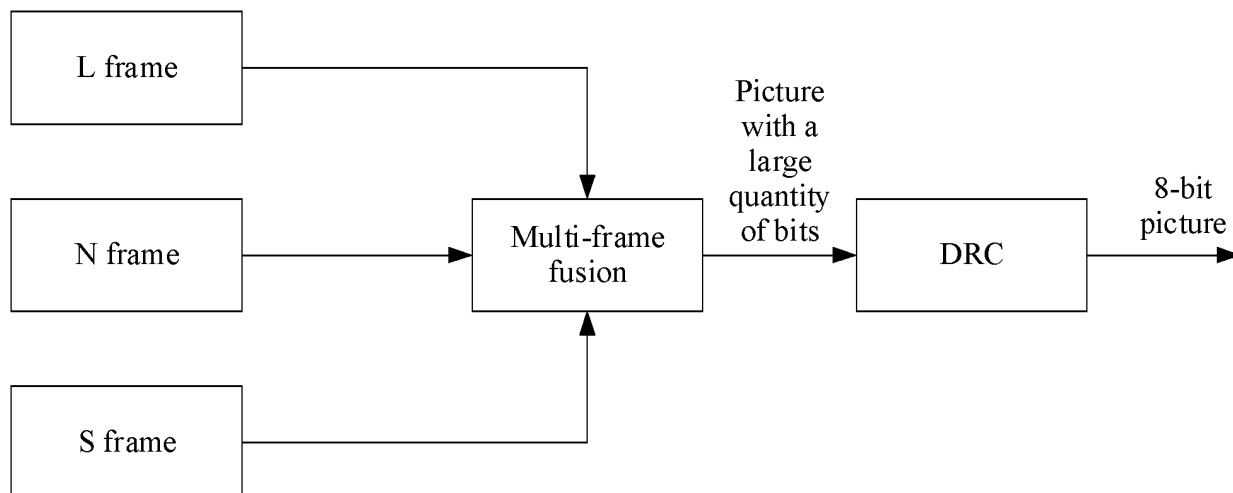 L frame
N frame
S frame
Multi-frame
fusion
Picture
with a
large
quantity
of bits
DRC
8-bit
picture